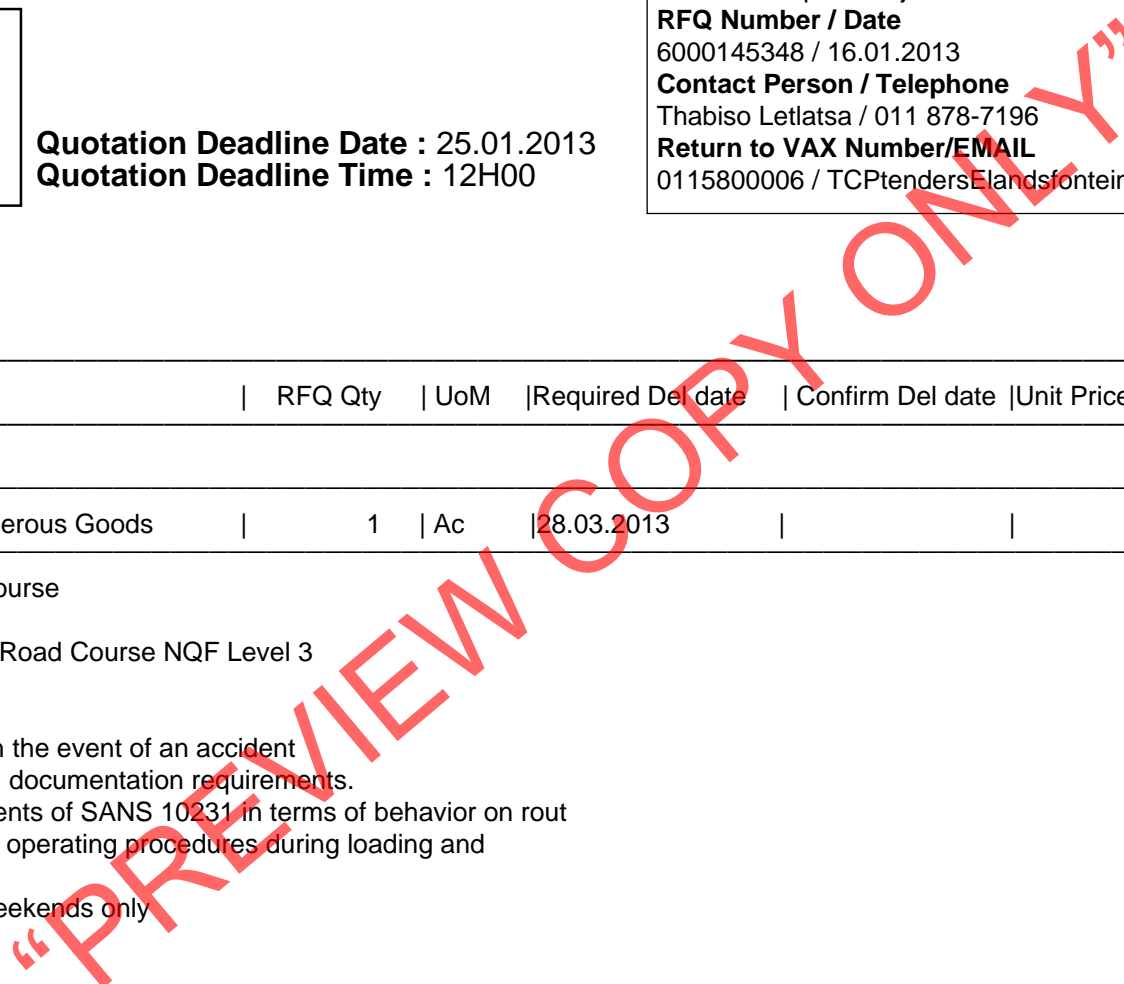 RFQ Number / Date
6000145348 / 16.01.2013
Contact Person / Telephone
Thabiso Letlatsa / 011 878-7196
Return to VAX Number/EMAIL
0115800006 / TCPtendersElandsfontein
Quotation Deadline Date : 25.01.2013
Quotation Deadline Time : 12H00
| RFQ Qty | UoM |Required Del date | Confirm Del date |Unit Price
erous Goods | 1 | Ac |28.03.2013 | |
ourse
Road Course NQF Level 3
n the event of an accident
documentation requirements.
ents of SANS 10231 in terms of behavior on rout
operating procedures during loading and
eekends only
“PREVIEW COPY ONLY”